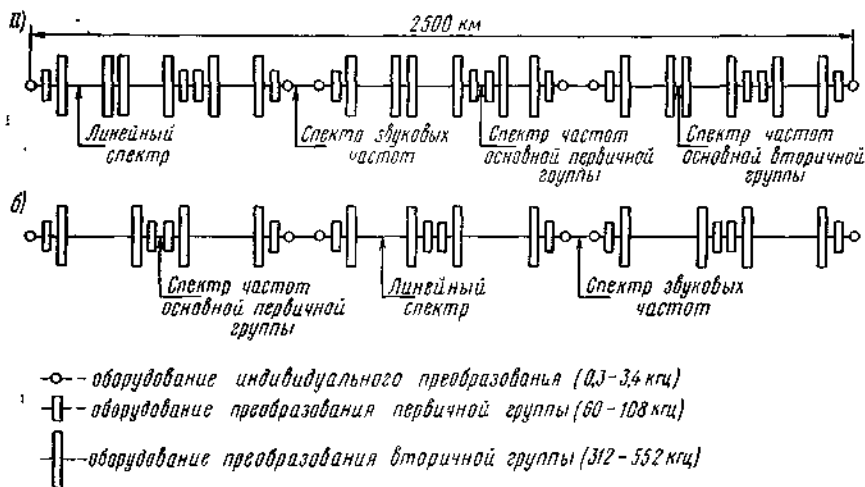 а)
2500 км
Линейный
спектр
Спектр звуковых
частот
Спектр частот
основной первичной
группы
Спектр частот
основной вторичной
группы
б)
Спектр частот
основной первичной
группы
Линейный
спектр
Спектр звуковых
частот
- оборудование индивидуального преобразования (0,3-3,4 кгц)
- оборудование преобразования первичной группы (60-108 кгц)
- оборудование преобразования вторичной группы (312-552 кгц)